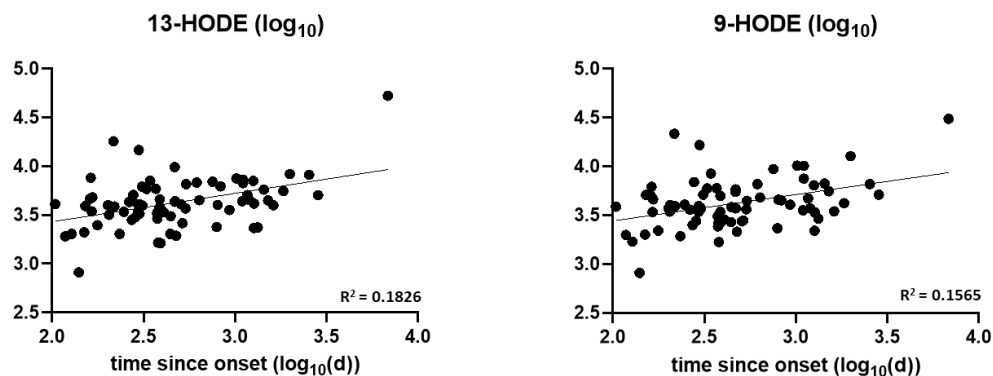 13-HODE (log10)
5.0
4.5
4.0
3.5
3.0
2.5
2.0 2.5 3.0 3.5 4.0
R² = 0.1826
time since onset (log10(d))
9-HODE (log10)
5.0
4.5
4.0
3.5
3.0
2.5
2.0 2.5 3.0 3.5 4.0
R² = 0.1565
time since onset (log10(d))